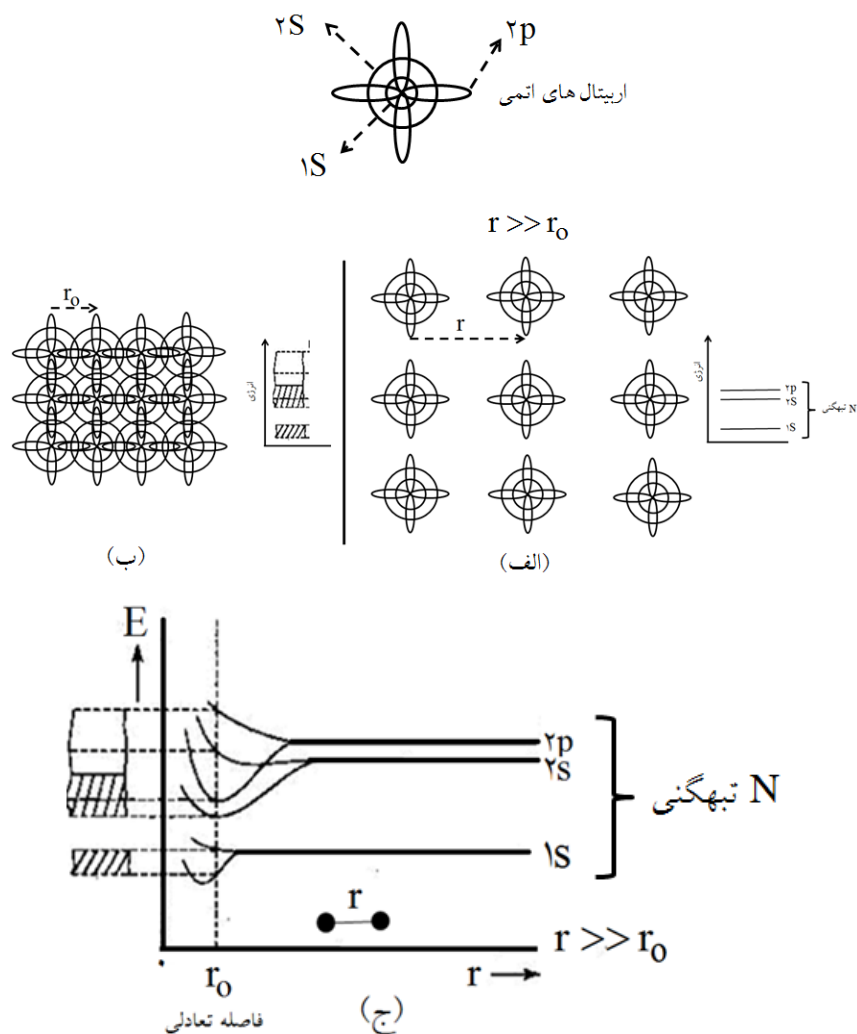 ۲S
۲p
اربیتال های اتمی
۱S
r >> r₀
r₀
r
انرژی
انرژی
۲p
۲S
۱S
N تبهگنی
(ب)
(الف)
E
۲p
۲S
N تبهگنی
۱S
r
r >> r₀
r₀
r
فاصله تعادلی
(ج)